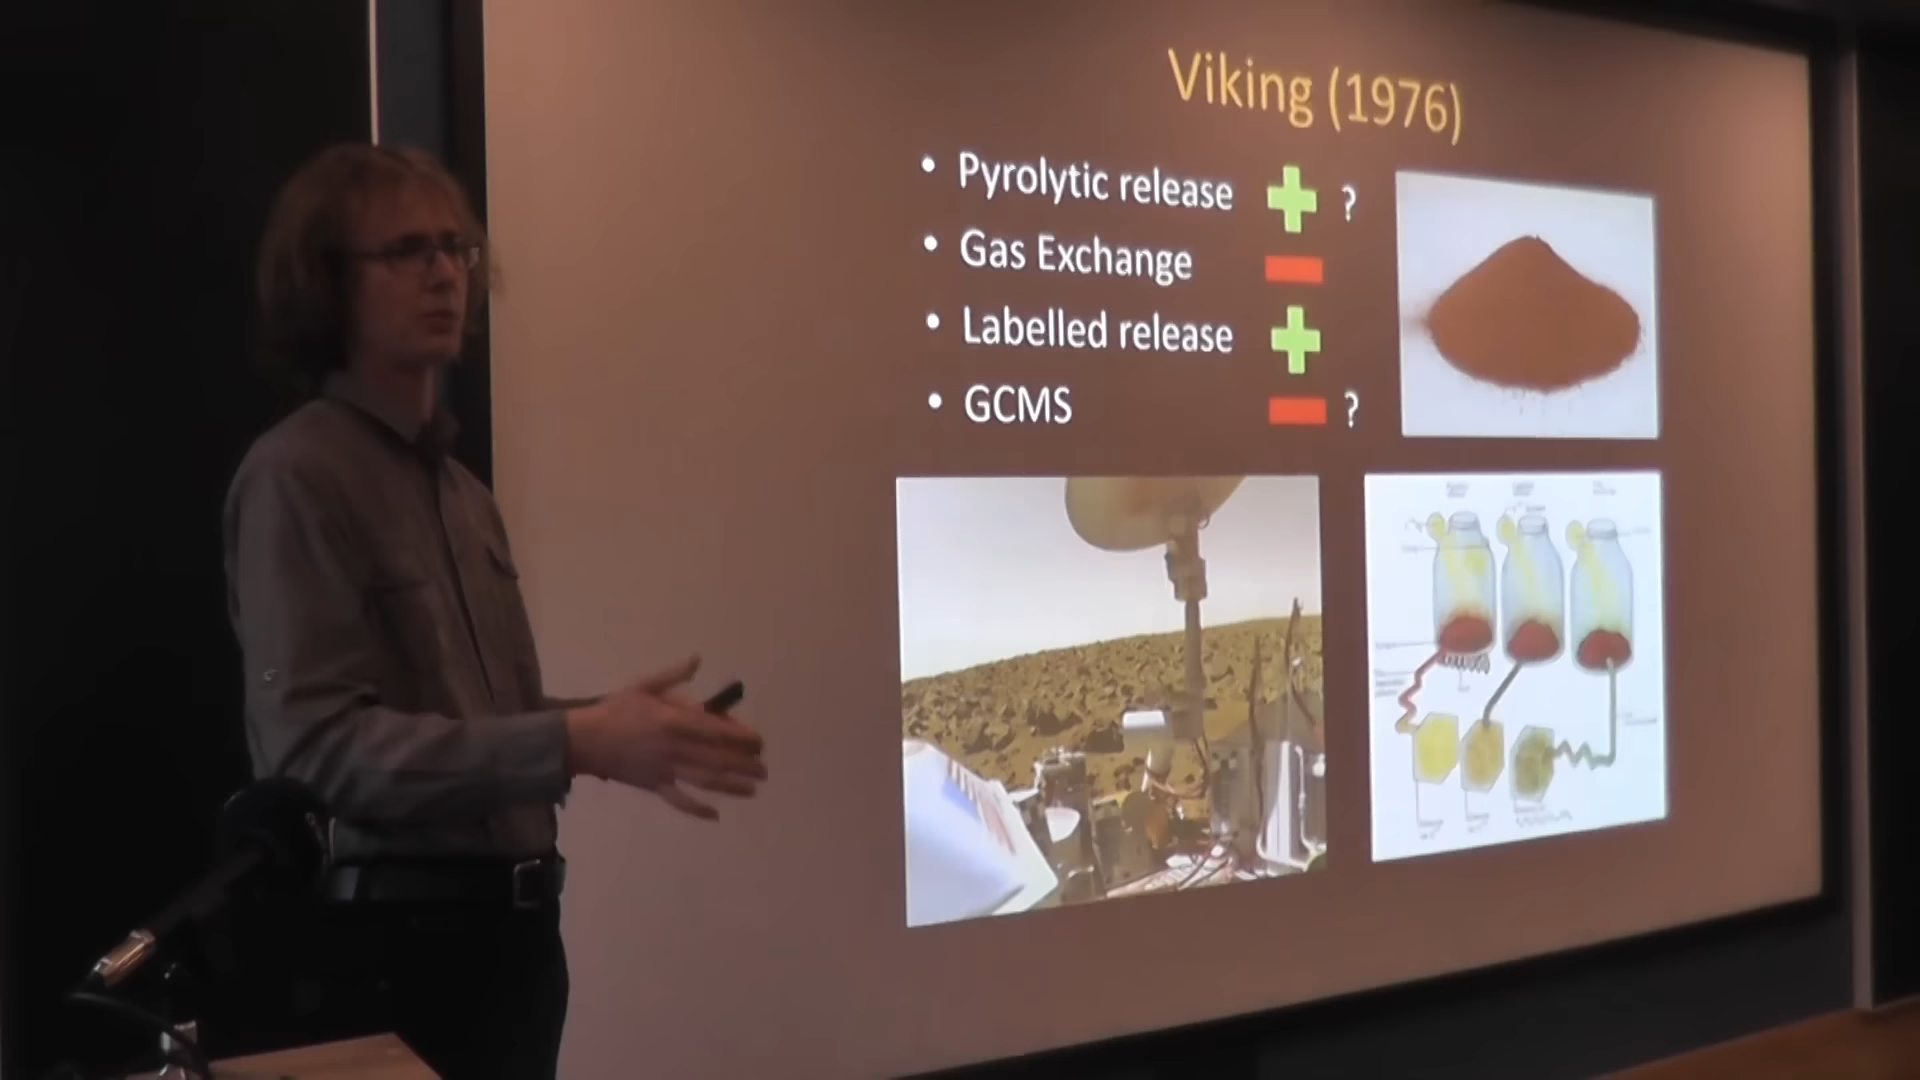 Viking (1976)
• Pyrolytic release ?
• Gas Exchange
• Labelled release
• GCMS ?